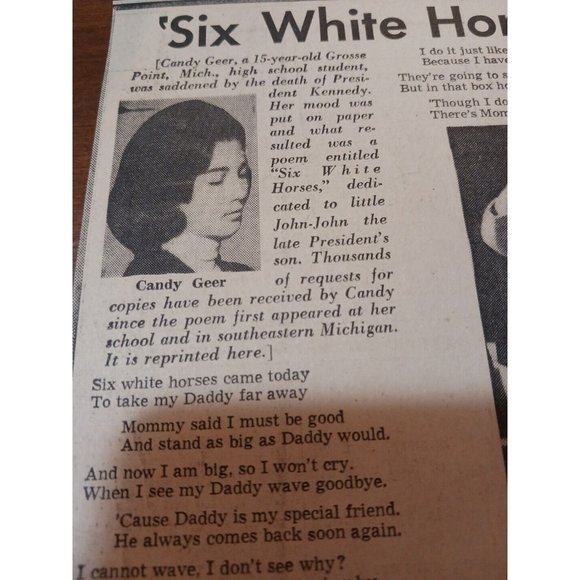 'Six White Hor
[Candy Geer, a 15-year-old Grosse
Point, Mich., high school student,
was saddened by the death of Presi-
dent Kennedy.
Her mood was
put on paper
and what re-
sulted was a
poem entitled
"Six White
Horses," dedi-
cated to little
John-John the
late President's
son. Thousands
of requests for
copies have been received by Candy
since the poem first appeared at her
school and in southeastern Michigan.
It is reprinted here.]
Candy Geer
Six white horses came today
To take my Daddy far away
Mommy said I must be good
And stand as big as Daddy would.
And now I am big, so I won't cry.
When I see my Daddy wave goodbye.
'Cause Daddy is my special friend.
He always comes back soon again.
I cannot wave, I don't see why?
I do it just like
Because I have
They're going to s
But in that box h
'Though I do
There's Mom